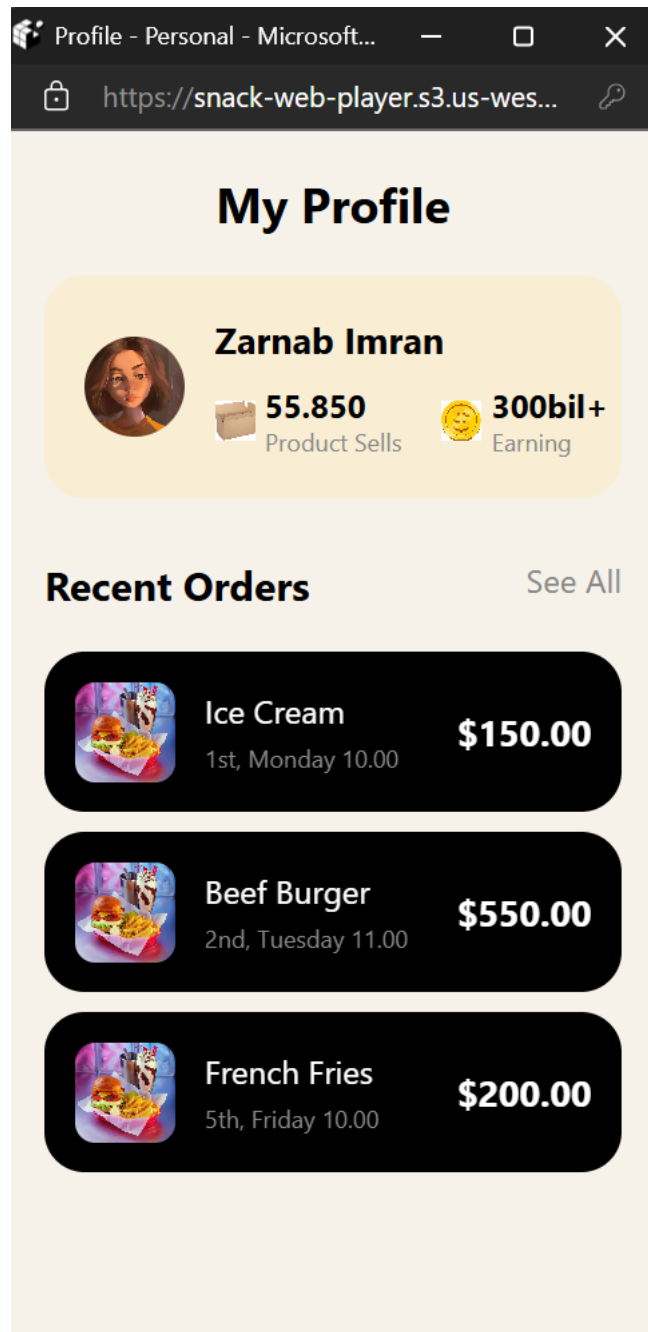 Profile - Personal - Microsoft...
https://snack-web-player.s3.us-wes...
My Profile
Zarnab Imran
55.850
Product Sells
300bil+
Earning
Recent Orders
See All
Ice Cream
1st, Monday 10.00
$150.00
Beef Burger
2nd, Tuesday 11.00
$550.00
French Fries
5th, Friday 10.00
$200.00